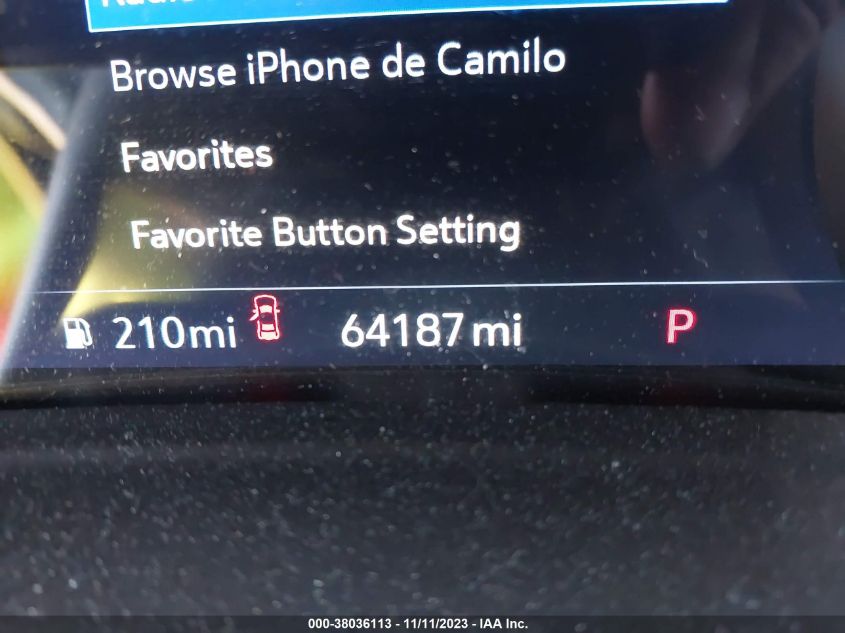 Browse iPhone de Camilo
Favorites
Favorite Button Setting
210mi 64187 mi P
000-38036113 - 11/11/2023 - IAA Inc.